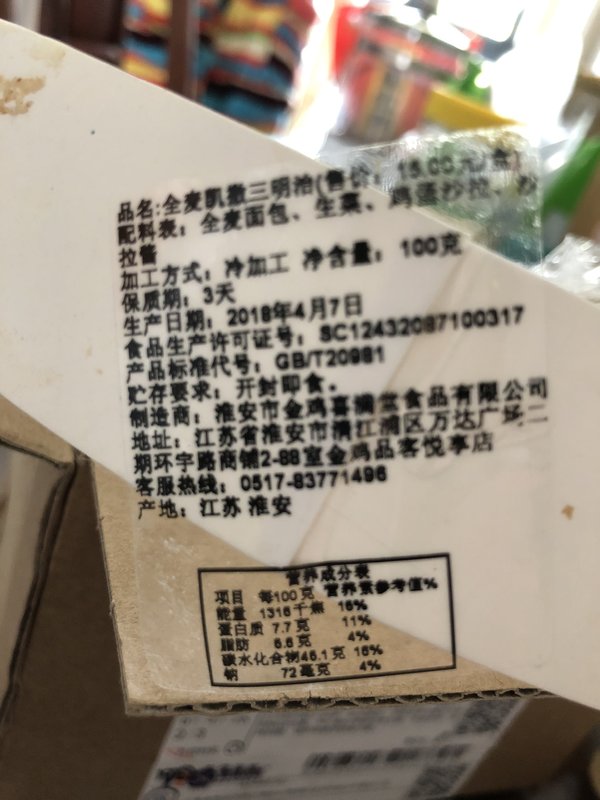 品名:全麦凯撒三明治(售价: 15.00元/盒)
配料表: 全麦面包、生菜、鸡蛋沙拉、沙
拉酱
加工方式: 冷加工 净含量: 100克
保质期: 3天
生产日期: 2018年4月7日
食品生产许可证号: SC12432087100317
产品标准代号: GB/T20981
贮存要求: 开封即食。
制造商: 淮安市金鸡喜满堂食品有限公司
地址: 江苏省淮安市清江浦区万达广场二
期环宇路商铺2-88室金鸡品客悦享店
客服热线: 0517-83771496
产地: 江苏 淮安
营养成分表
项目 每100克 营养素参考值%
能量 1316千焦 16%
蛋白质 7.7克 11%
脂肪 6.6克 4%
碳水化合物46.1克 16%
钠 72毫克 4%